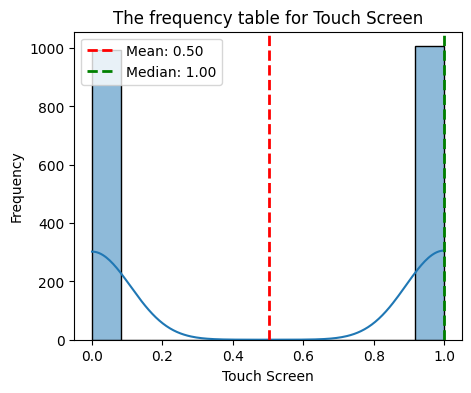 The frequency table for Touch Screen
Mean: 0.50
Median: 1.00
Frequency
1000
800
600
400
200
0
0.0 0.2 0.4 0.6 0.8 1.0
Touch Screen